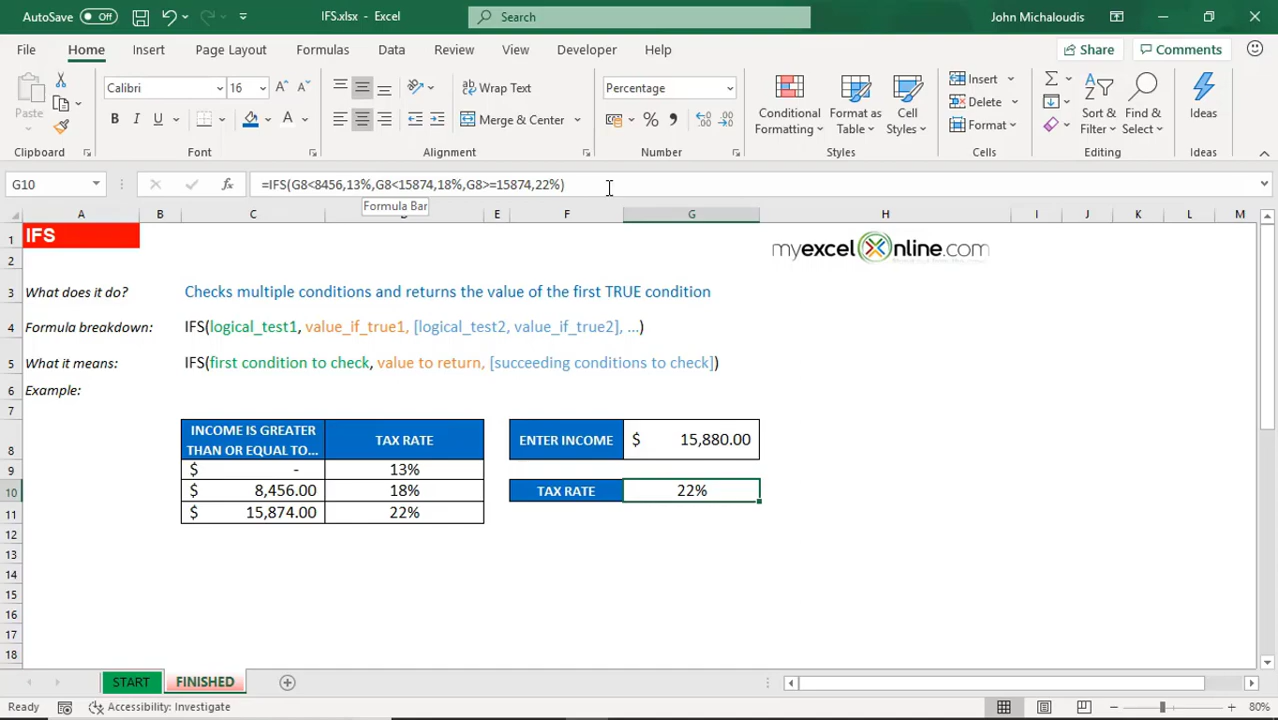 AutoSave Off IFS.xlsx - Excel Search John Michaloudis
File Home Insert Page Layout Formulas Data Review View Developer Help Share Comments
Paste Calibri 16 A A Wrap Text Percentage Conditional Formatting Format as Table Cell Styles Insert Delete Format Sort & Filter Find & Select Ideas
B I U A Merge & Center % ,
Clipboard Font Alignment Number Styles Cells Editing Ideas
G10 fx =IFS(G8<8456,13%,G8<15874,18%,G8>=15874,22%)
Formula Bar
A B C E F G H I J K L M
1 IFS
myexcelonline.com
2
3 What does it do? Checks multiple conditions and returns the value of the first TRUE condition
4 Formula breakdown: IFS(logical_test1, value_if_true1, [logical_test2, value_if_true2], ...)
5 What it means: IFS(first condition to check, value to return, [succeeding conditions to check])
6 Example:
7
8 INCOME IS GREATER THAN OR EQUAL TO... TAX RATE ENTER INCOME $ 15,880.00
9 $ - 13%
10 $ 8,456.00 18% TAX RATE 22%
11 $ 15,874.00 22%
12
13
14
15
16
17
18
START FINISHED
Ready Accessibility: Investigate 80%